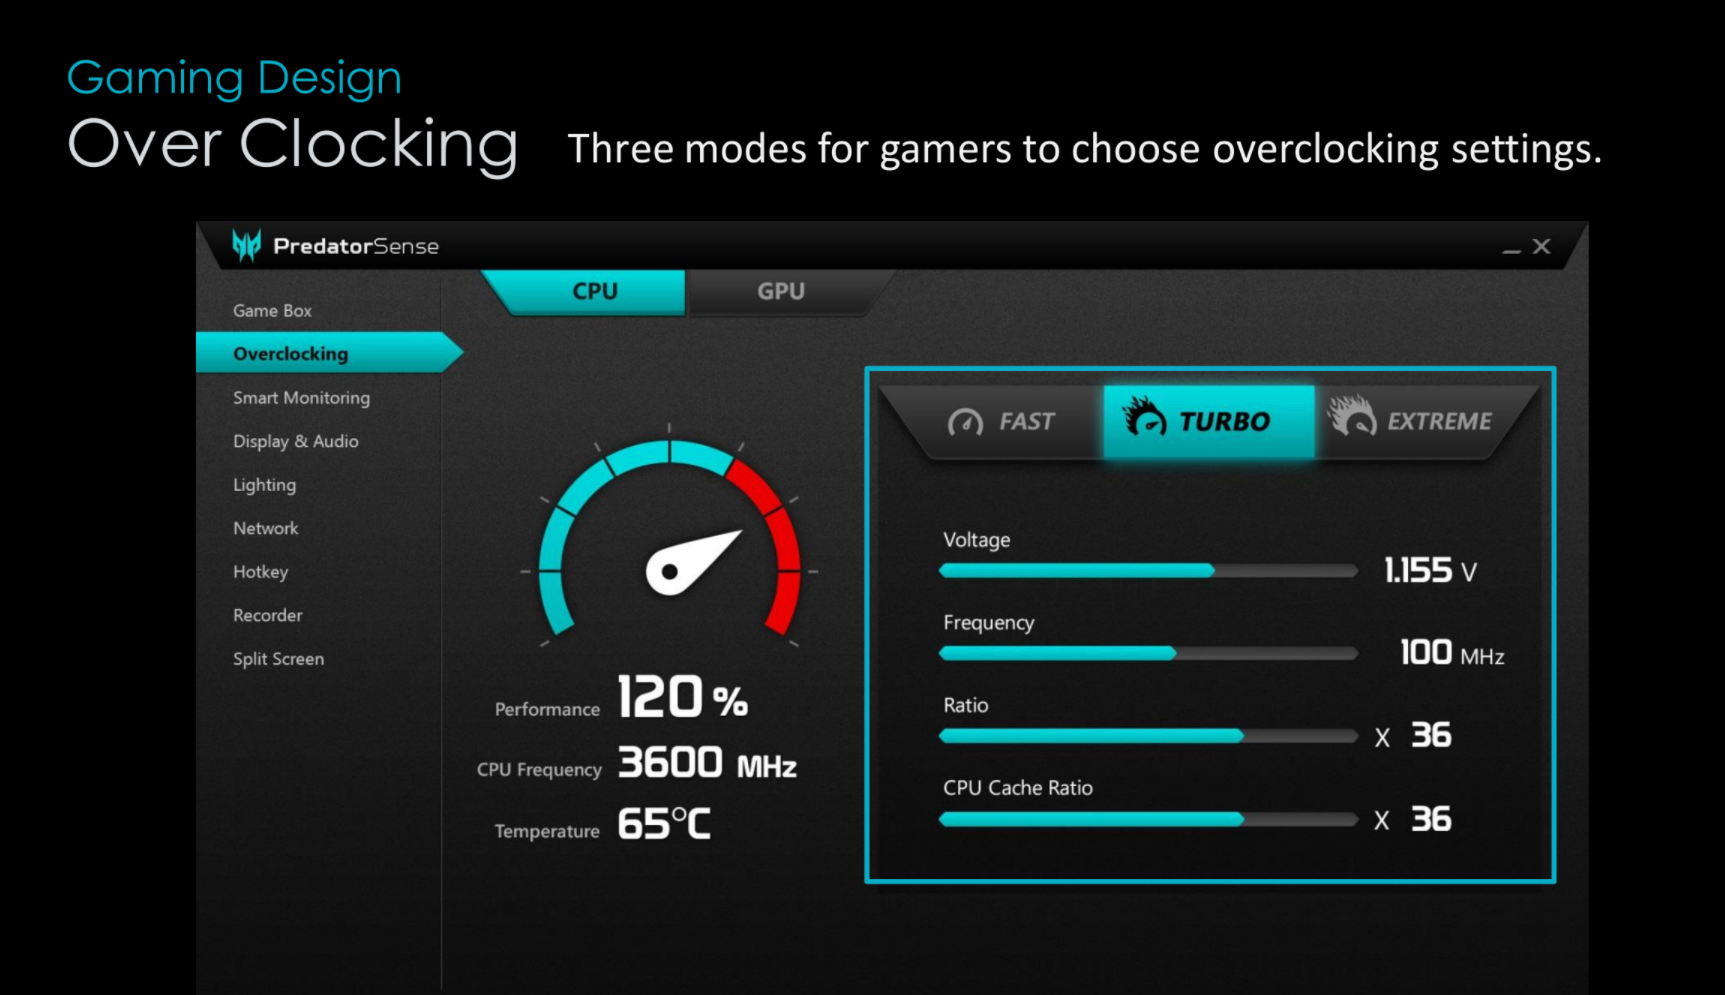 Gaming Design
Over Clocking Three modes for gamers to choose overclocking settings.
PredatorSense
CPU GPU
Game Box
Overclocking
Smart Monitoring
Display & Audio
Lighting
Network
Hotkey
Recorder
Split Screen
Performance 120 %
CPU Frequency 3600 MHz
Temperature 65°C
FAST TURBO EXTREME
Voltage
1.155 V
Frequency
100 MHz
Ratio
X 36
CPU Cache Ratio
X 36